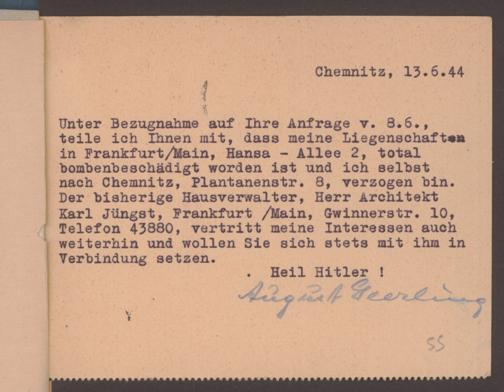 Chemnitz, 13.6.44
Unter Bezugnahme auf Ihre Anfrage v. 8.6.,
teile ich Ihnen mit, dass meine Liegenschaften
in Frankfurt/Main, Hansa - Allee 2, total
bombenbeschädigt worden ist und ich selbst
nach Chemnitz, Plantanenstr. 8, verzogen bin.
Der bisherige Hausverwalter, Herr Architekt
Karl Jüngst, Frankfurt /Main, Gwinnerstr. 10,
Telefon 43880, vertritt meine Interessen auch
weiterhin und wollen Sie sich stets mit ihm in
Verbindung setzen.
. Heil Hitler !
August Geerling
55